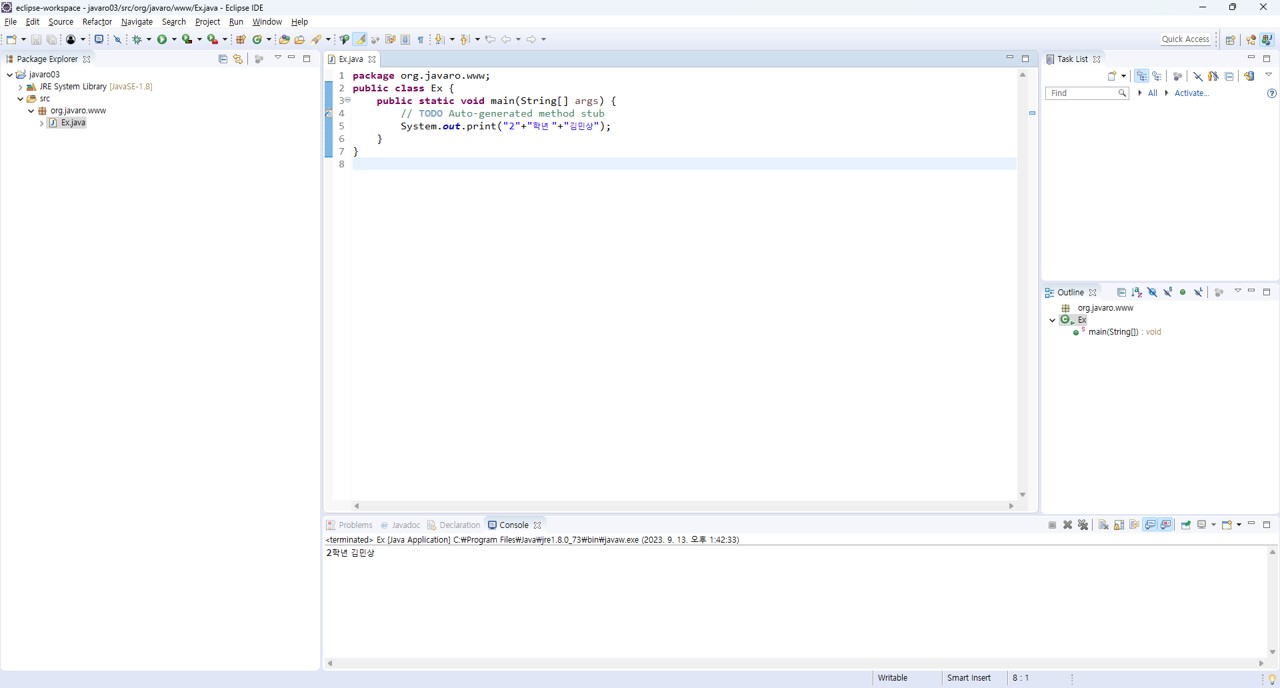 eclipse-workspace - javaro03/src/org/javaro/www/Ex.java - Eclipse IDE
File Edit Source Refactor Navigate Search Project Run Window Help
Quick Access
Package Explorer
javaro03
JRE System Library [JavaSE-1.8]
src
org.javaro.www
Ex.java
Ex.java
1 package org.javaro.www;
2 public class Ex {
3 public static void main(String[] args) {
4 // TODO Auto-generated method stub
5 System.out.print("2"+"학년 "+"김민상");
6 }
7 }
8
Task List
Find All Activate...
Outline
org.javaro.www
Ex
main(String[]) : void
Problems Javadoc Declaration Console
<terminated> Ex [Java Application] C:₩Program Files₩Java₩jre1.8.0_73₩bin₩javaw.exe (2023. 9. 13. 오후 1:42:33)
2학년 김민상
Writable Smart Insert 8 : 1